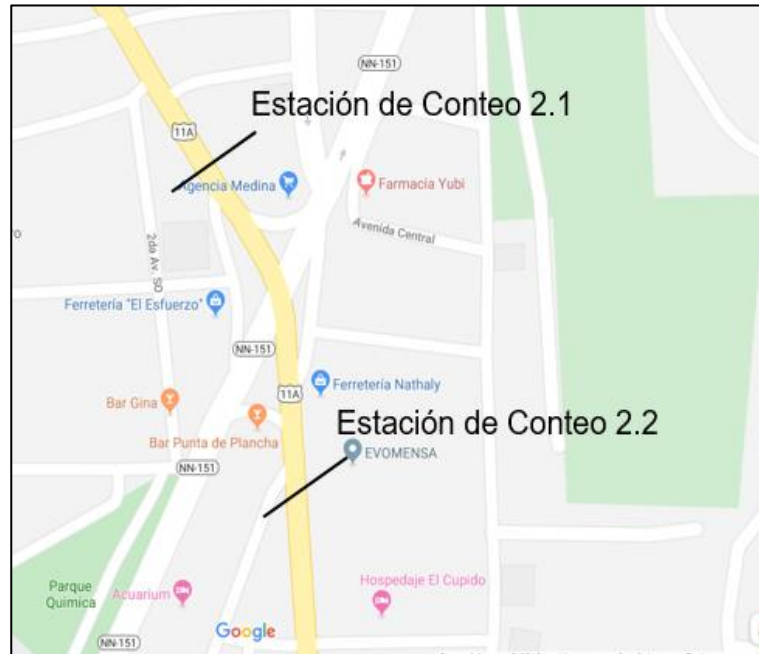 NN-151
Estación de Conteo 2.1
11A
Agencia Medina
Farmacia Yubi
Avenida Central
2da Av. SD
Ferretería "El Esfuerzo"
NN-151
11A
Ferretería Nathaly
Bar Gina
Estación de Conteo 2.2
Bar Punta de Plancha
EVOMENSA
NN-151
Parque
Quimica
Acuarium
Hospedaje El Cupido
Google
NN-151